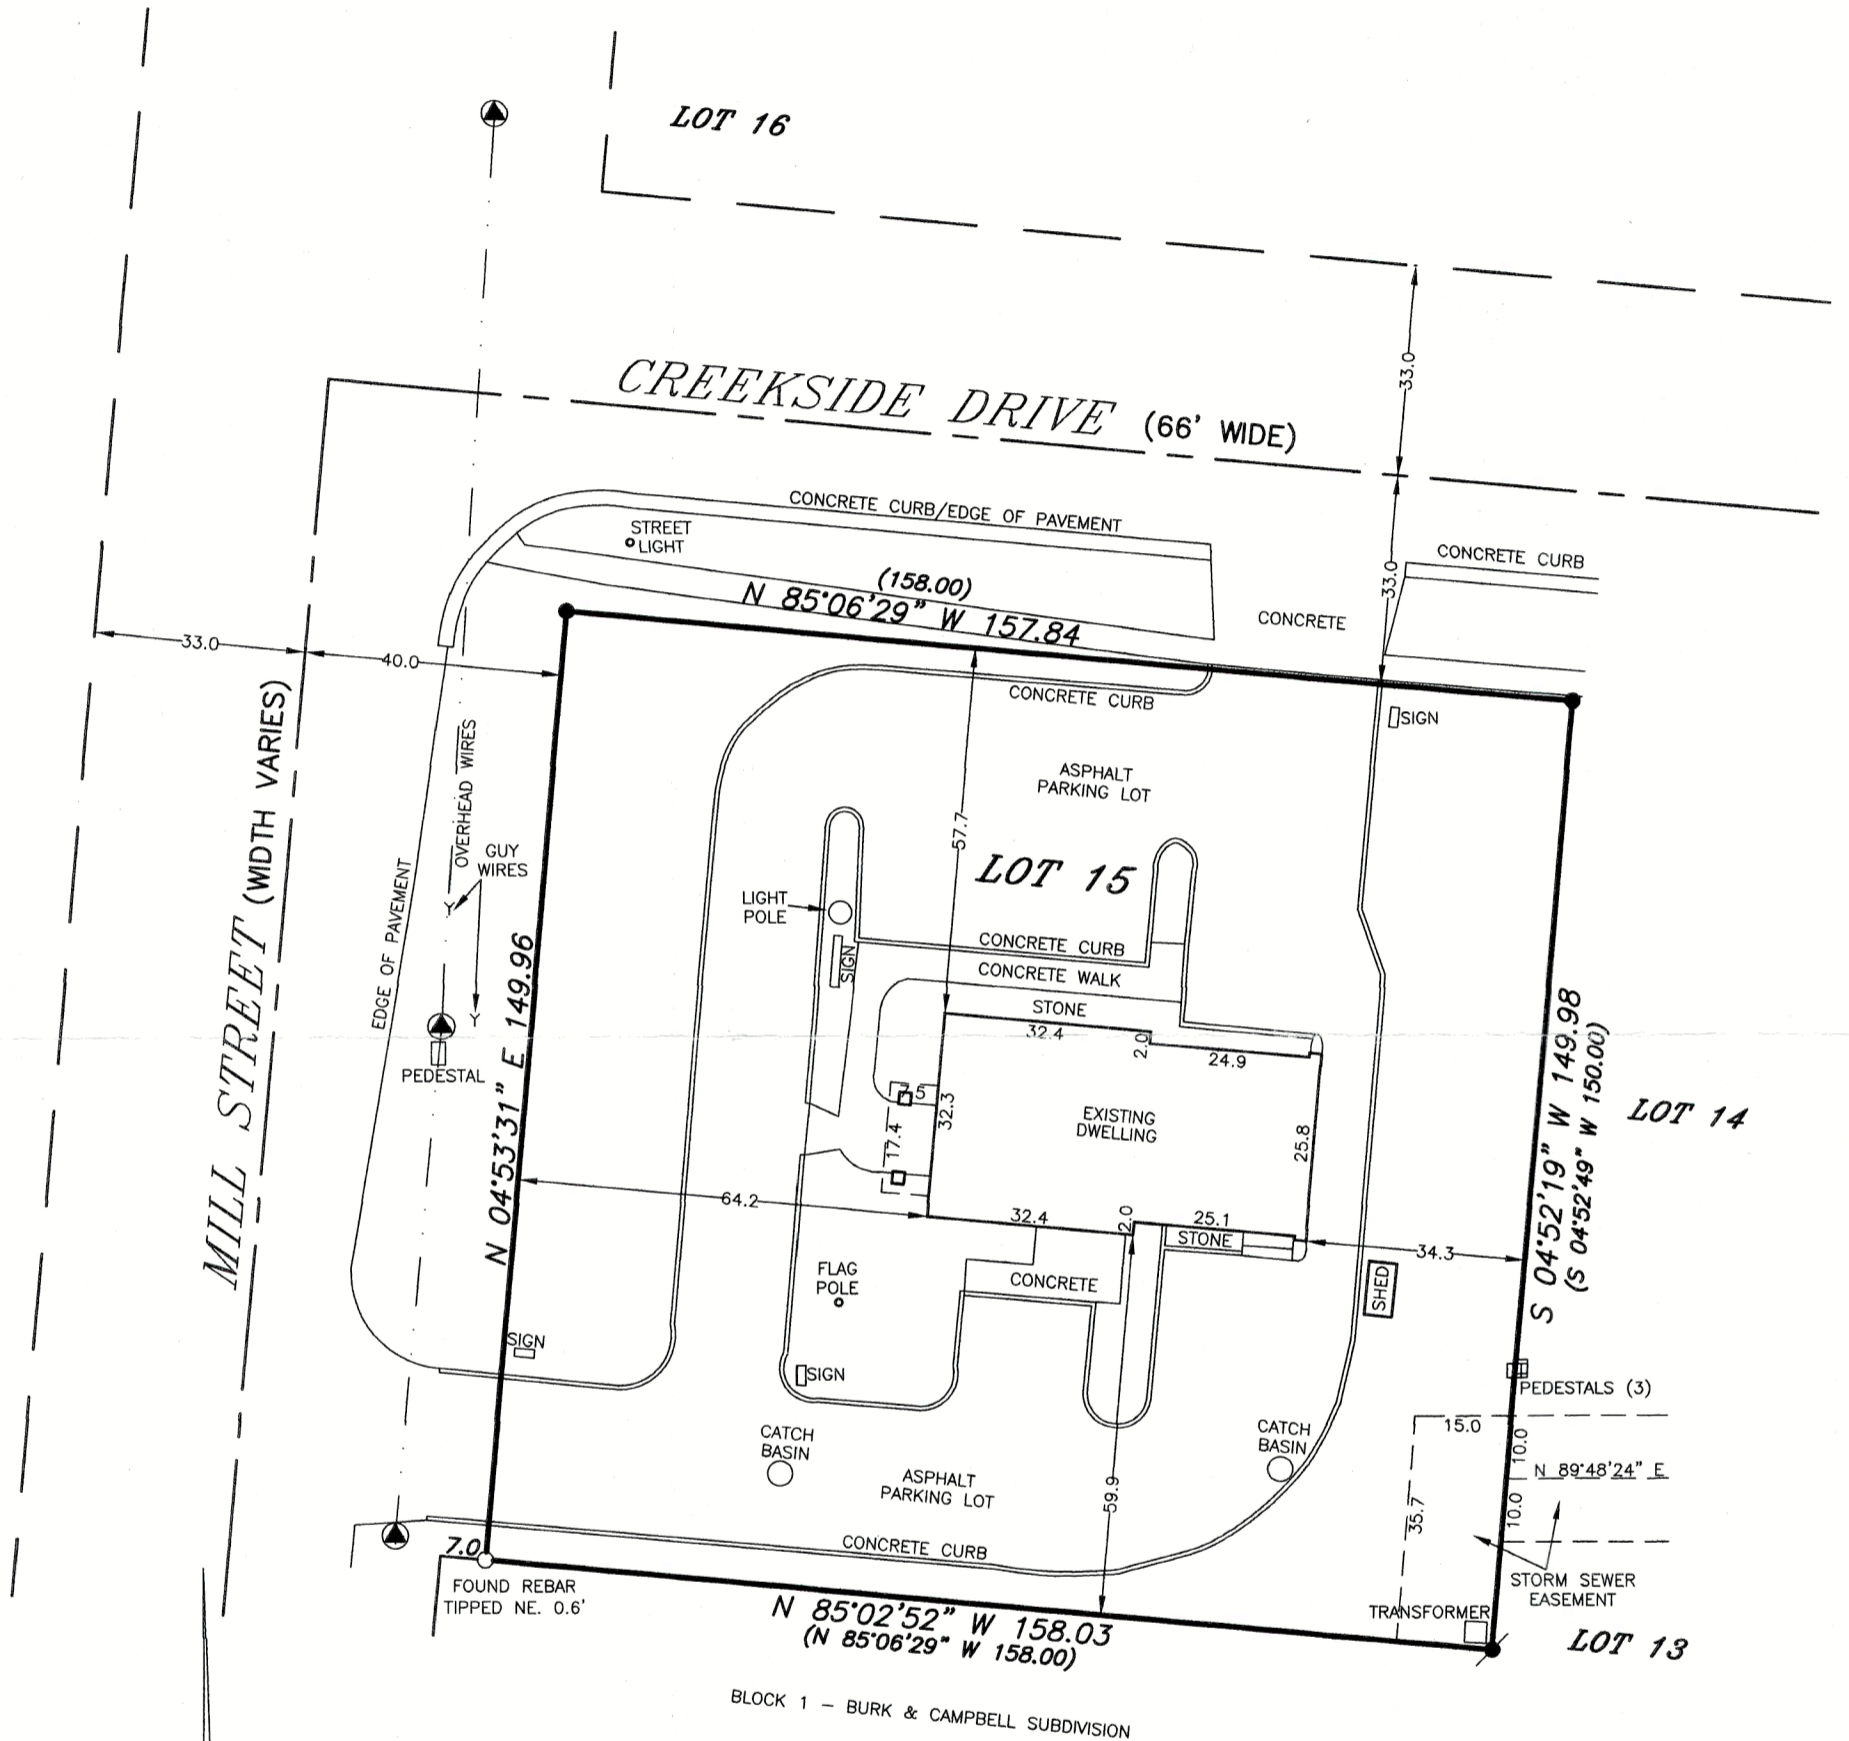 LOT 16
33.0
CREEKSIDE DRIVE (66' WIDE)
CONCRETE CURB/EDGE OF PAVEMENT
STREET
LIGHT
CONCRETE CURB
33.0
(158.00)
N 85°06'29" W 157.84
CONCRETE
33.0
40.0
CONCRETE CURB
SIGN
MILL STREET (WIDTH VARIES)
OVERHEAD WIRES
ASPHALT
PARKING LOT
57.7
GUY
WIRES
LOT 15
EDGE OF PAVEMENT
LIGHT
POLE
N 04°53'31" E 149.96
CONCRETE CURB
SIGN
CONCRETE WALK
STONE
32.4
2.0
24.9
PEDESTAL
7.5
32.3
17.4
EXISTING
DWELLING
25.8
S 04°52'19" W 149.98
(S 04°52'49" W 150.00)
LOT 14
64.2
32.4
2.0
25.1
STONE
34.3
FLAG
POLE
CONCRETE
SHED
SIGN
SIGN
PEDESTALS (3)
CATCH
BASIN
CATCH
BASIN
15.0
10.0
N 89°48'24" E
ASPHALT
PARKING LOT
59.9
35.7
10.0
7.0
CONCRETE CURB
FOUND REBAR
TIPPED NE. 0.6'
STORM SEWER
EASEMENT
TRANSFORMER
N 85°02'52" W 158.03
(N 85°06'29" W 158.00)
LOT 13
BLOCK 1 – BURK & CAMPBELL SUBDIVISION